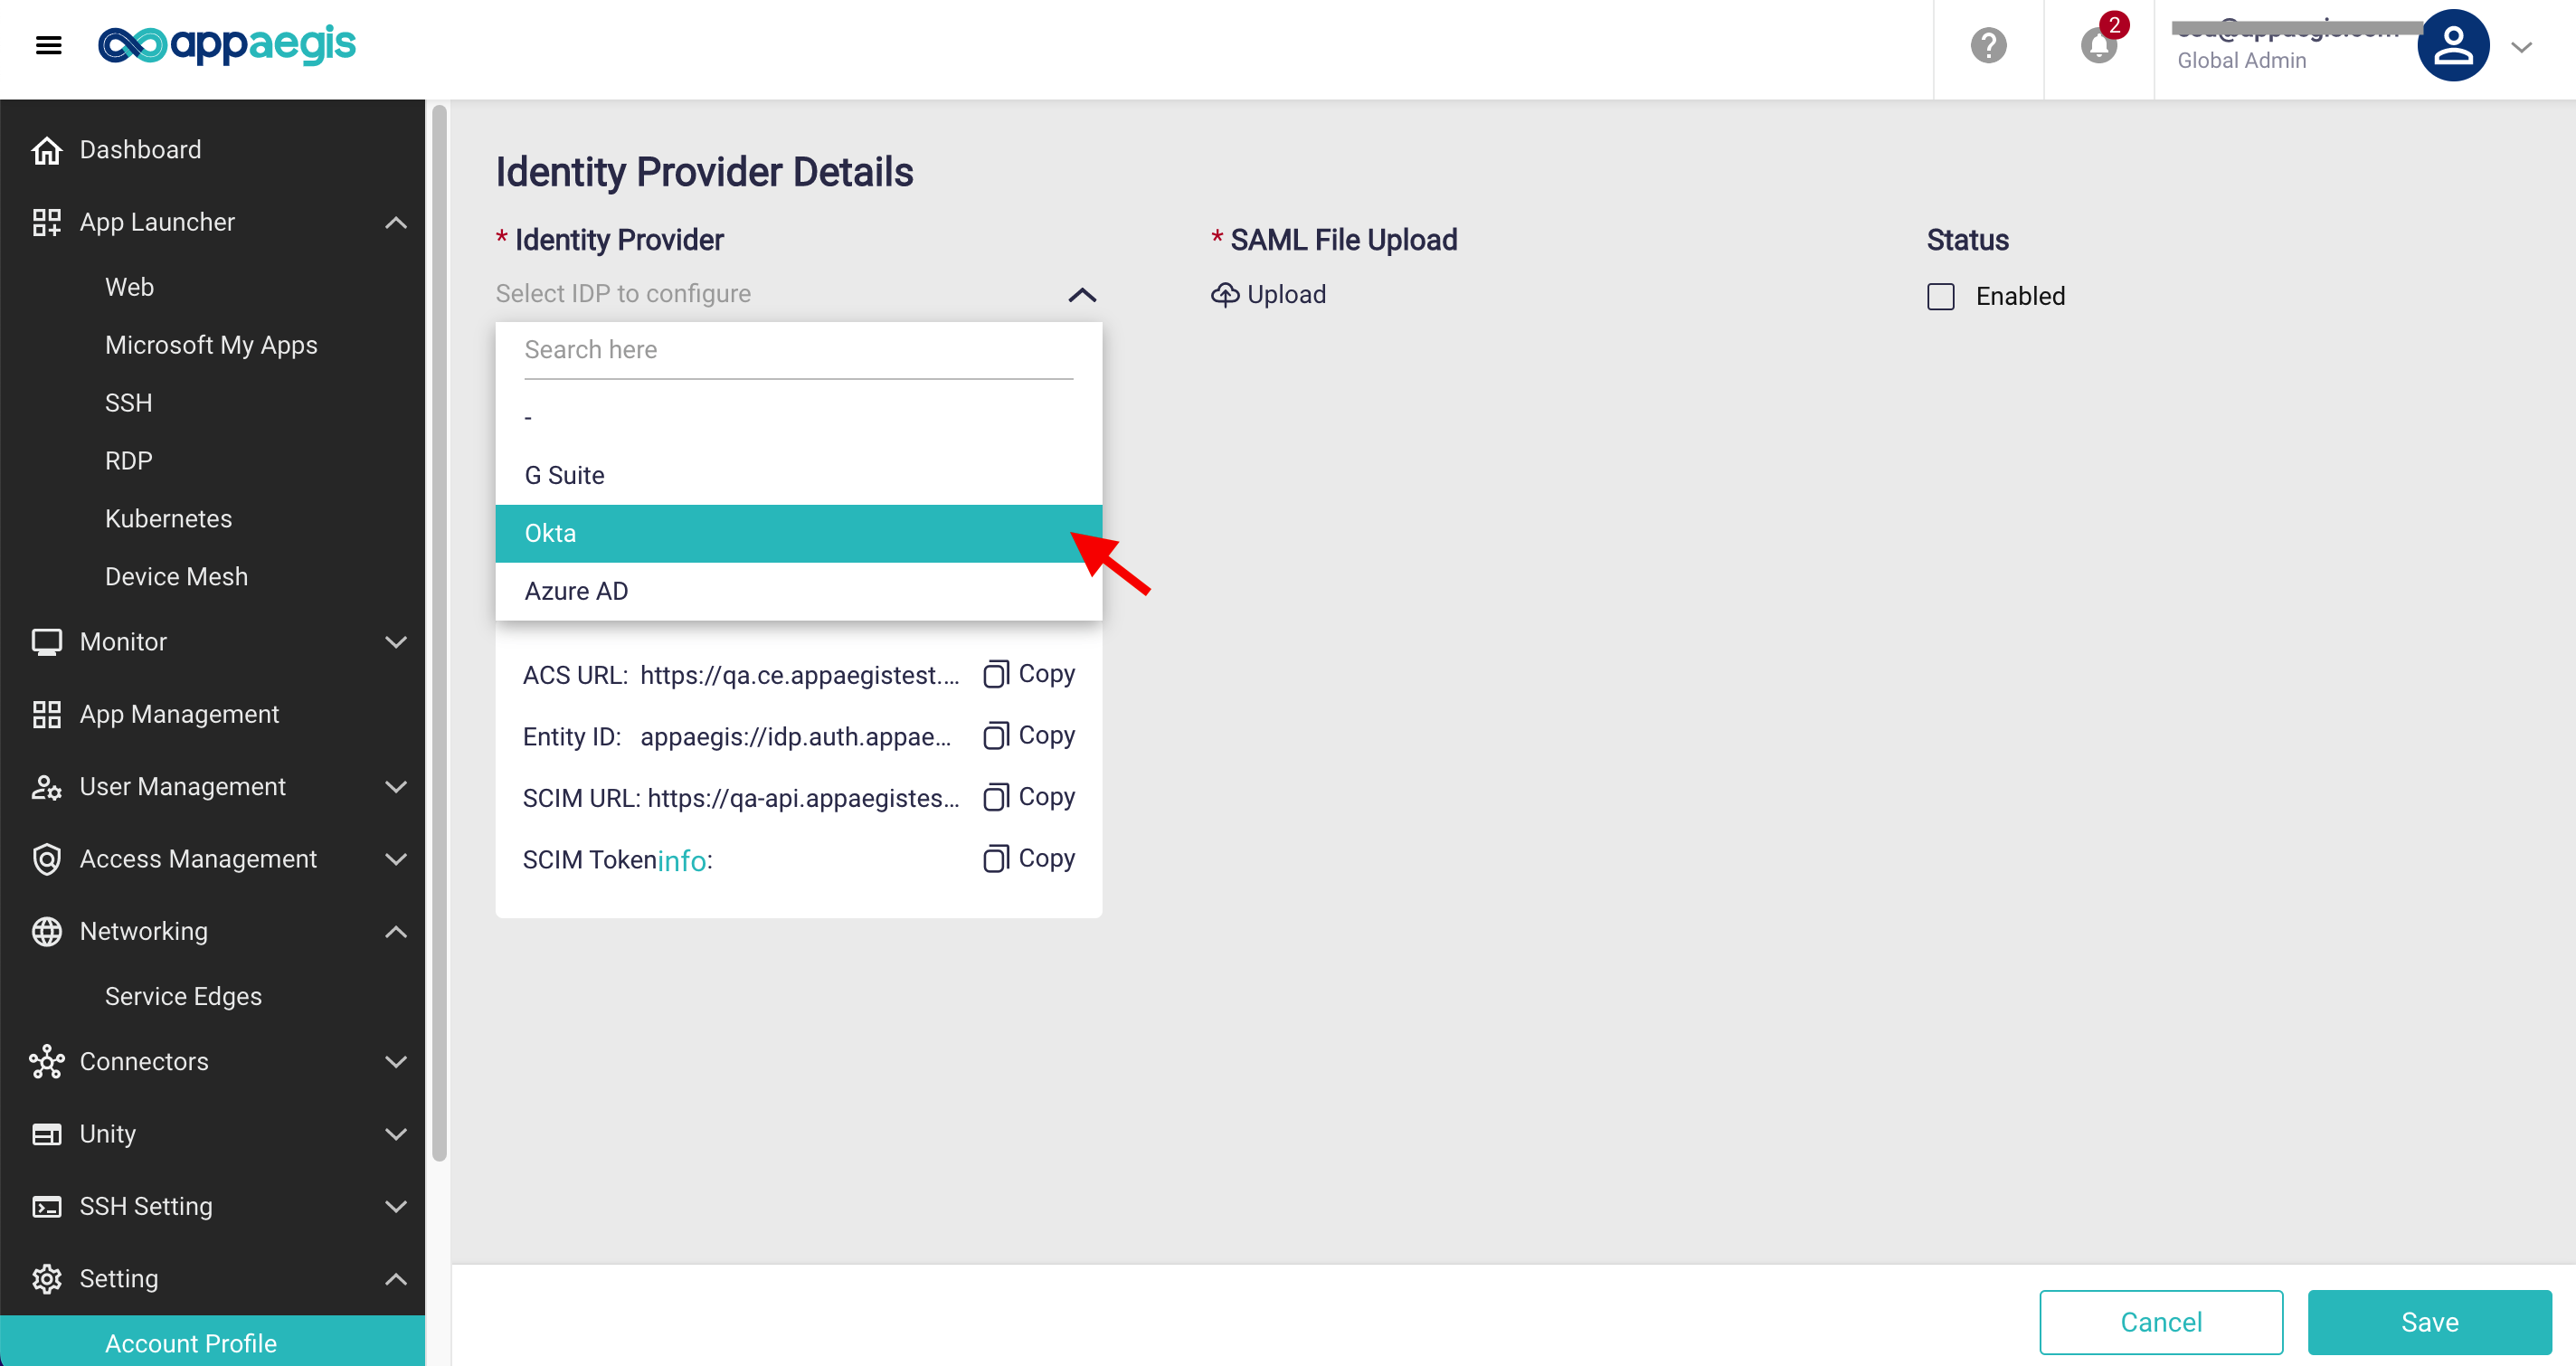 appaegis
2
Global Admin
Dashboard
App Launcher
Web
Microsoft My Apps
SSH
RDP
Kubernetes
Device Mesh
Monitor
App Management
User Management
Access Management
Networking
Service Edges
Connectors
Unity
SSH Setting
Setting
Account Profile
Identity Provider Details
* Identity Provider
Select IDP to configure
Search here
-
G Suite
Okta
Azure AD
ACS URL: https://qa.ce.appaegistest.... Copy
Entity ID: appaegis://idp.auth.appae... Copy
SCIM URL: https://qa-api.appaegistes... Copy
SCIM Tokeninfo: Copy
* SAML File Upload
Upload
Status
Enabled
Cancel
Save